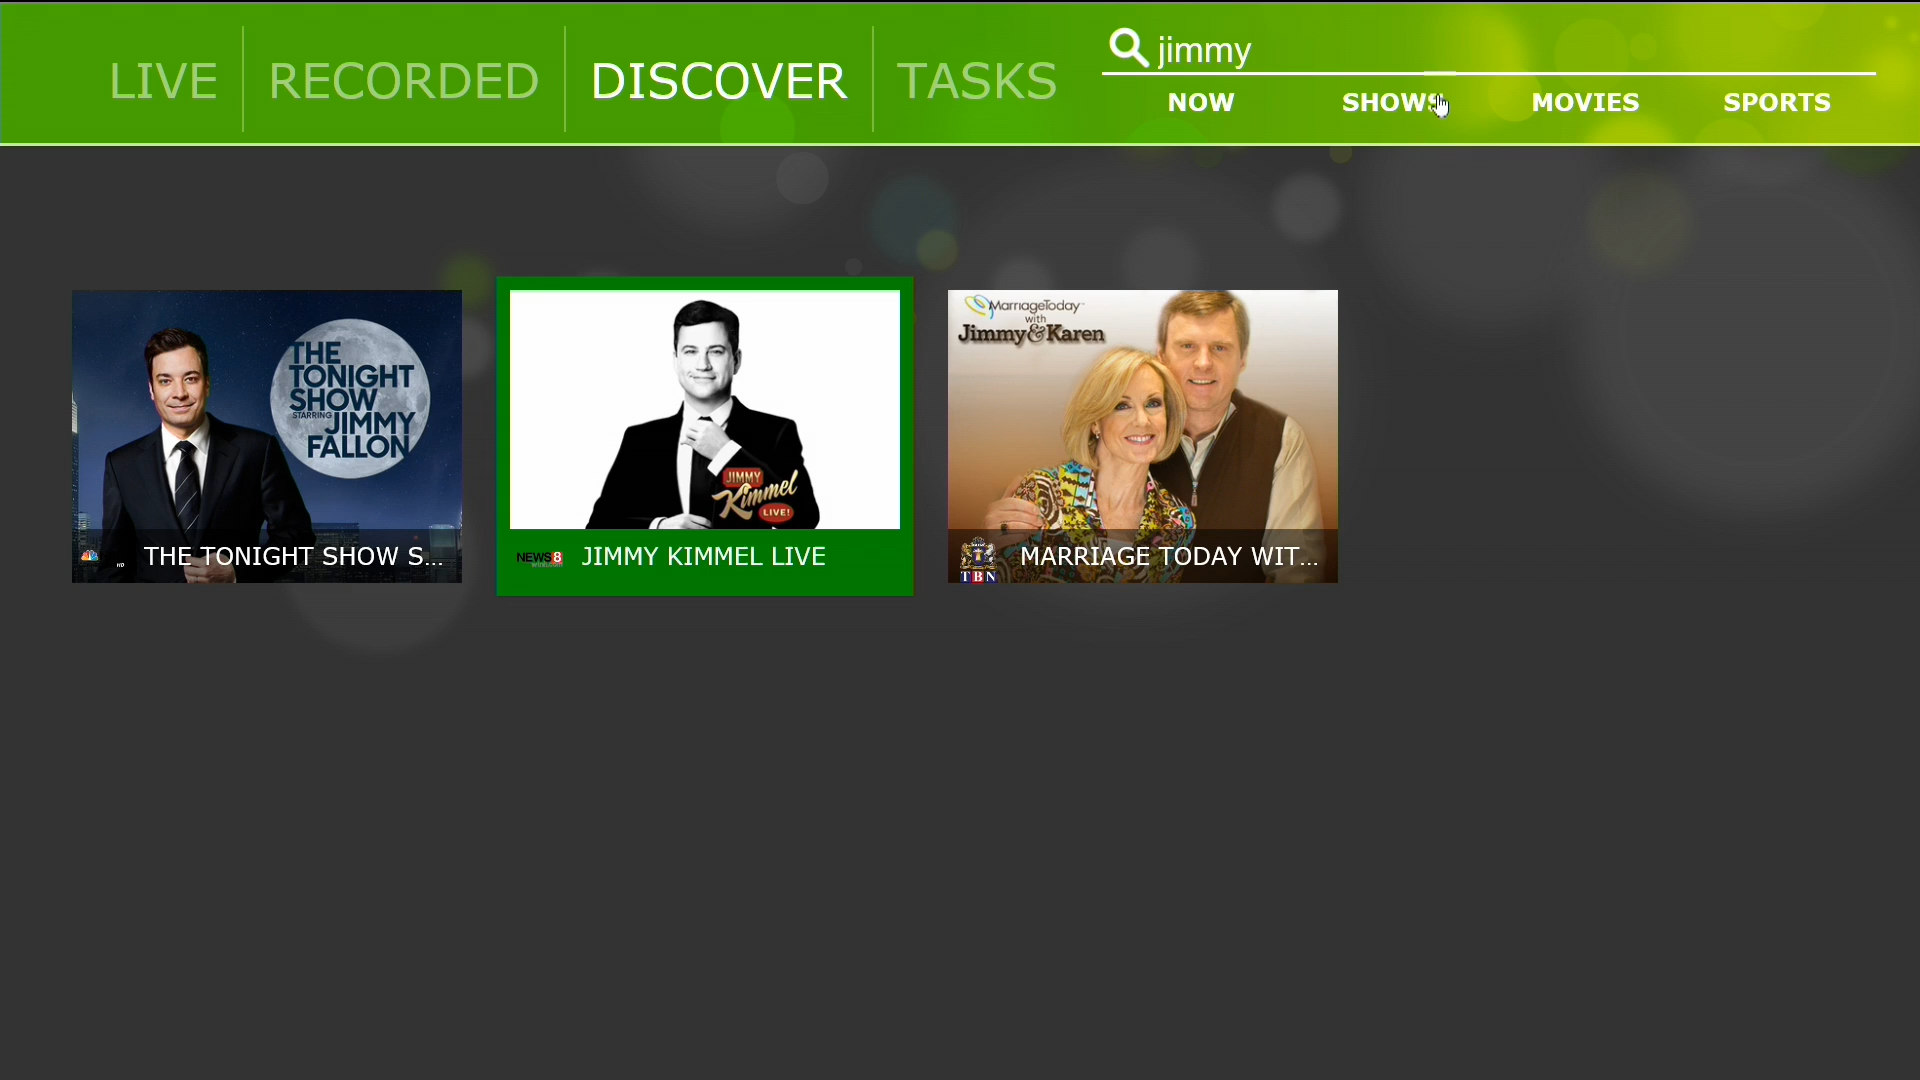 LIVE
RECORDED
DISCOVER
TASKS
jimmy
NOW
SHOWS
MOVIES
SPORTS
THE
TONIGHT
SHOW
STARRING
JIMMY
FALLON
HD
THE TONIGHT SHOW S...
JIMMY
Kimmel
LIVE!
NEWS8
JIMMY KIMMEL LIVE
MarriageToday
with
Jimmy&Karen
TBN
MARRIAGE TODAY WIT...